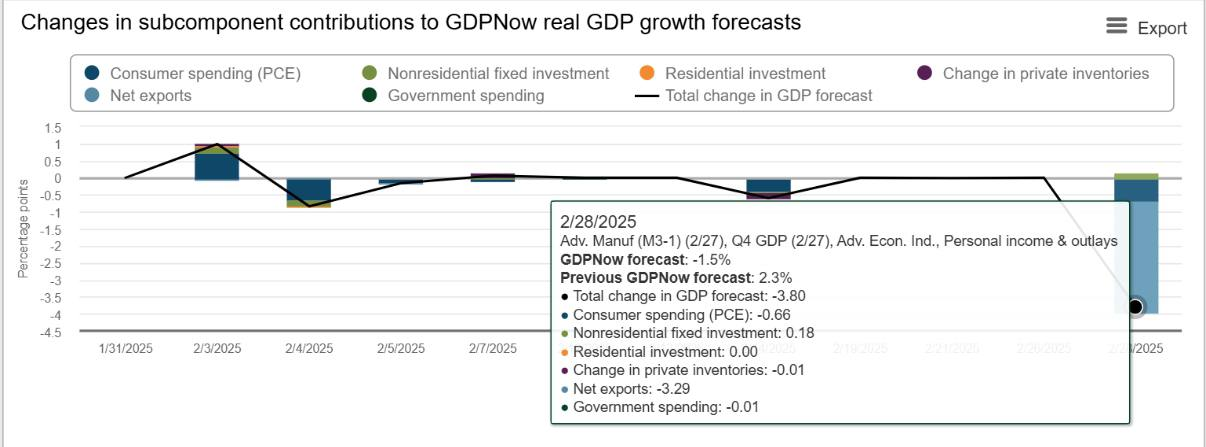 Changes in subcomponent contributions to GDPNow real GDP growth forecasts
Export
Consumer spending (PCE)
Nonresidential fixed investment
Residential investment
Change in private inventories
Net exports
Government spending
Total change in GDP forecast
Percentage points
1.5
1
0.5
0
-0.5
-1
-1.5
-2
-2.5
-3
-3.5
-4
-4.5
1/31/2025
2/3/2025
2/4/2025
2/5/2025
2/7/2025
2/19/2025
2/21/2025
2/26/2025
2/28/2025
Adv. Manuf (M3-1) (2/27), Q4 GDP (2/27), Adv. Econ. Ind., Personal income & outlays
GDPNow forecast: -1.5%
Previous GDPNow forecast: 2.3%
Total change in GDP forecast: -3.80
Consumer spending (PCE): -0.66
Nonresidential fixed investment: 0.18
Residential investment: 0.00
Change in private inventories: -0.01
Net exports: -3.29
Government spending: -0.01